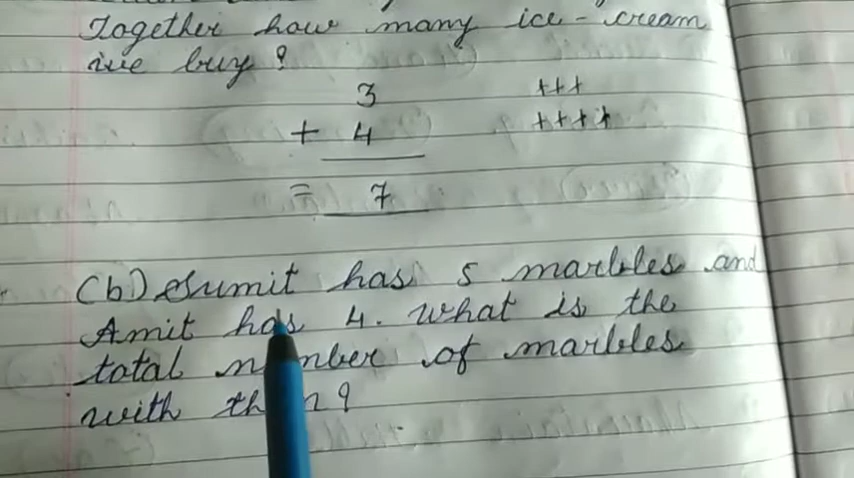 Together how many ice-cream
we buy?
3 +++
+ 4 ++++
= 7
(b) Sumit has 5 marbles and
Amit has 4. What is the
total number of marbles
with them?